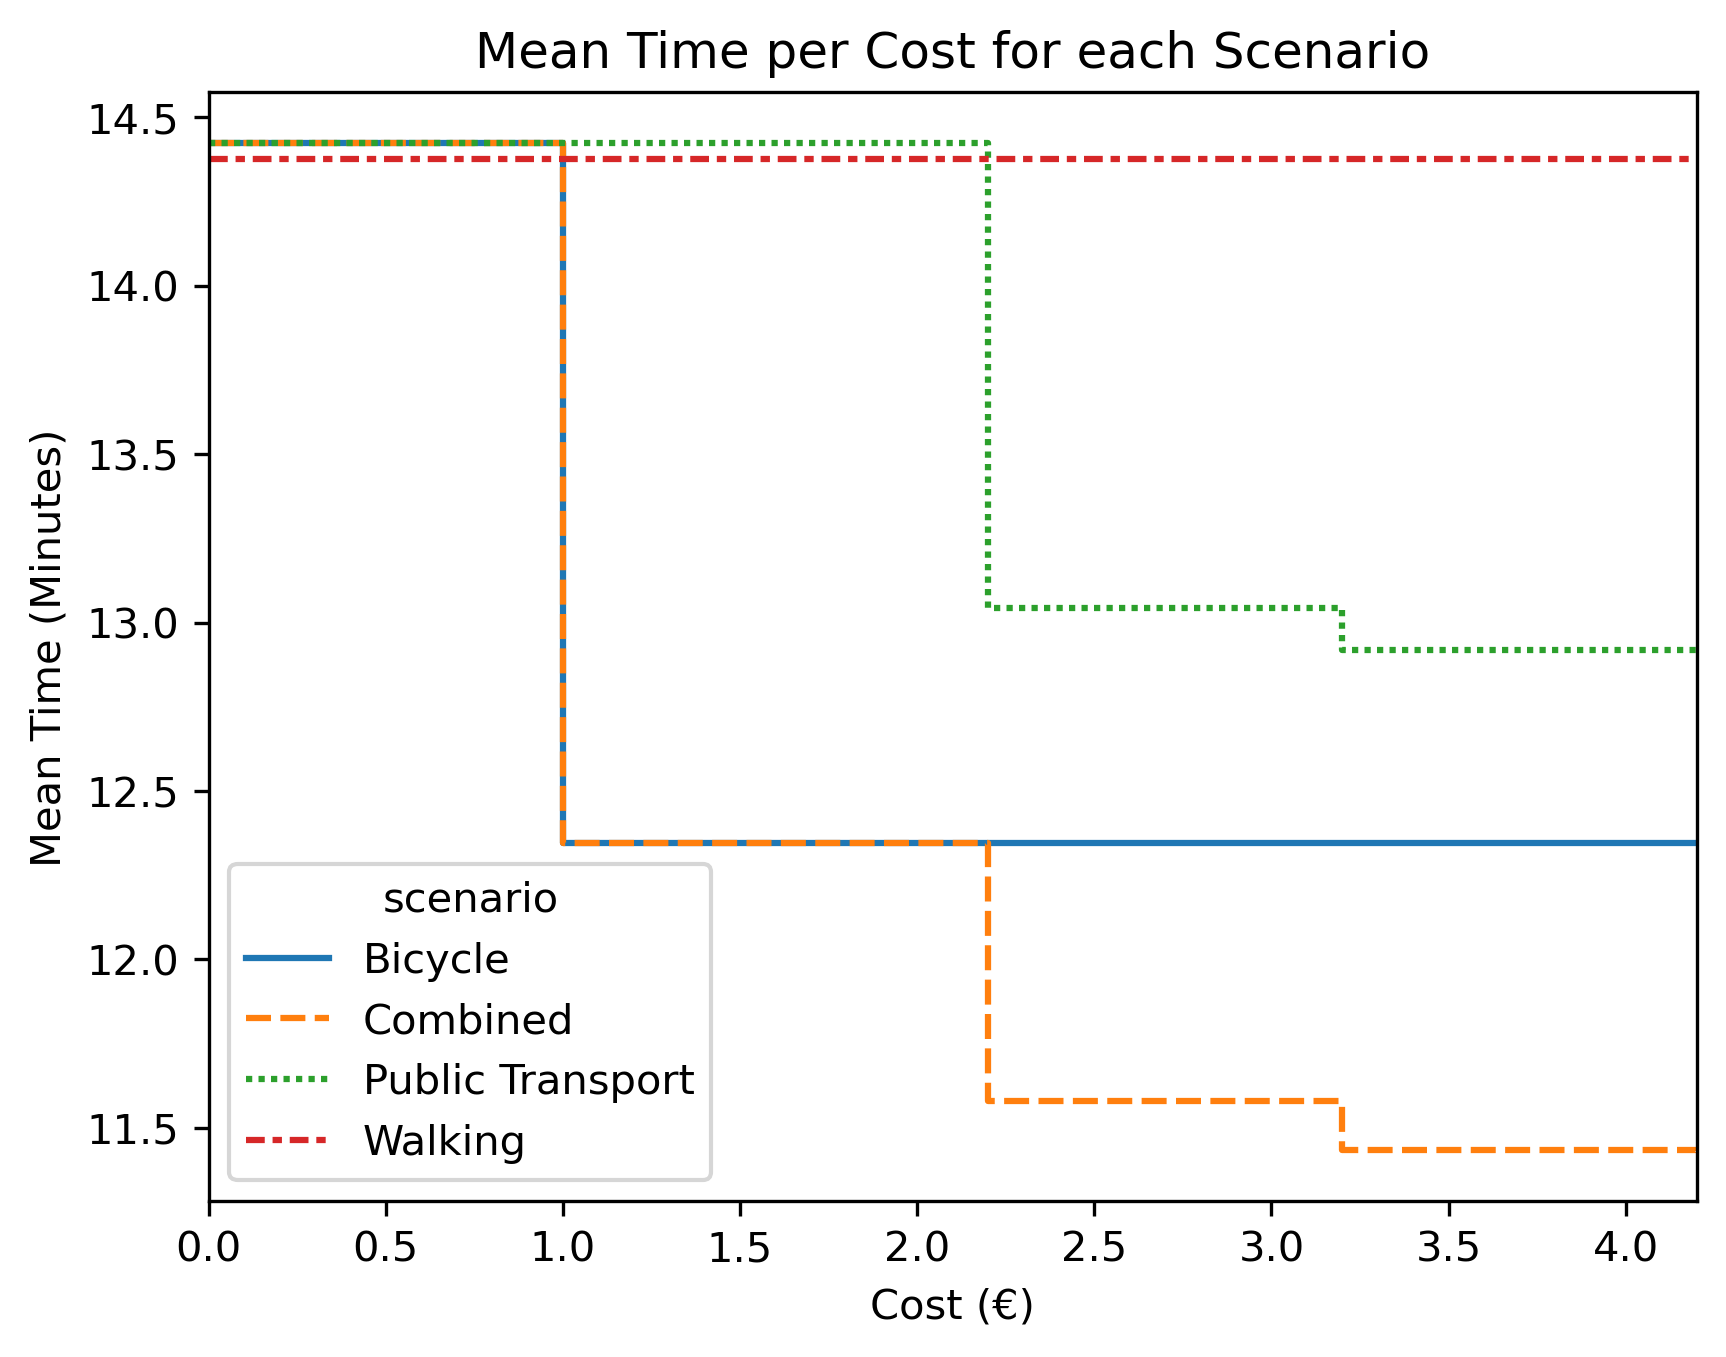 Mean Time per Cost for each Scenario
14.5
14.0
13.5
13.0
12.5
12.0
11.5
Mean Time (Minutes)
scenario
Bicycle
Combined
Public Transport
Walking
0.0 0.5 1.0 1.5 2.0 2.5 3.0 3.5 4.0
Cost (€)